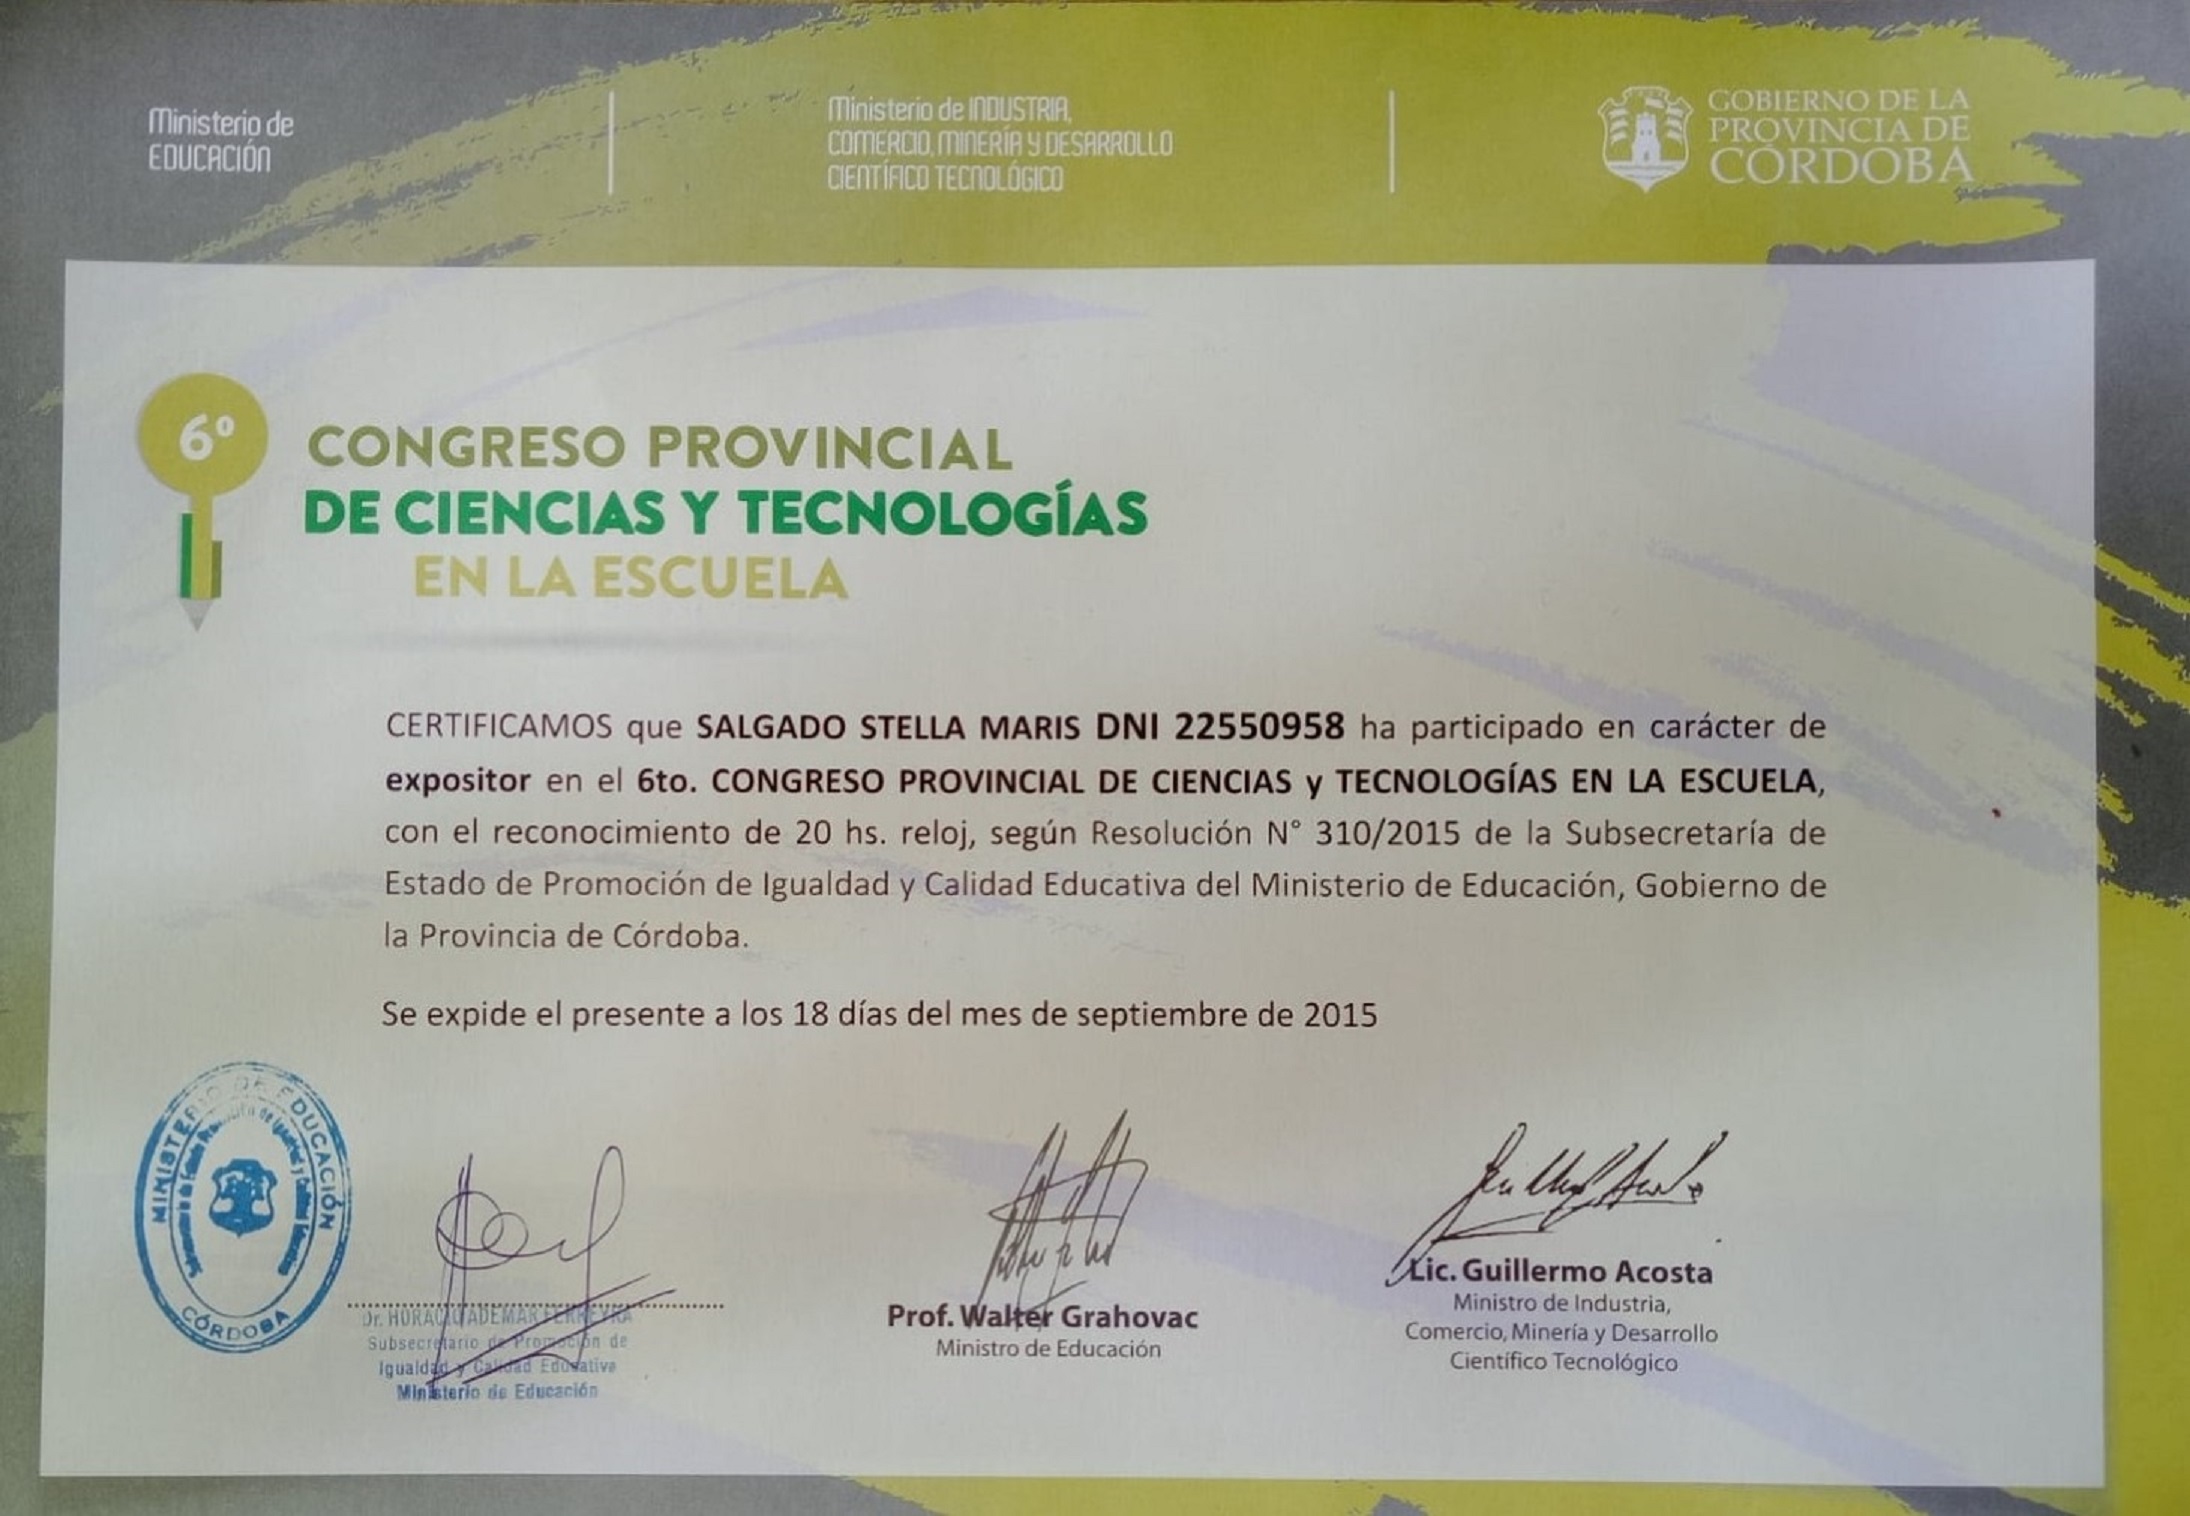 Ministerio de
EDUCACIÓN
Ministerio de INDUSTRIA,
COMERCIO, MINERÍA Y DESARROLLO
CIENTÍFICO TECNOLÓGICO
GOBIERNO DE LA
PROVINCIA DE
CÓRDOBA
6º
CONGRESO PROVINCIAL
DE CIENCIAS Y TECNOLOGÍAS
EN LA ESCUELA
CERTIFICAMOS que SALGADO STELLA MARIS DNI 22550958 ha participado en carácter de
expositor en el 6to. CONGRESO PROVINCIAL DE CIENCIAS y TECNOLOGÍAS EN LA ESCUELA,
con el reconocimiento de 20 hs. reloj, según Resolución N° 310/2015 de la Subsecretaría de
Estado de Promoción de Igualdad y Calidad Educativa del Ministerio de Educación, Gobierno de
la Provincia de Córdoba.
Se expide el presente a los 18 días del mes de septiembre de 2015
MINISTERIO DE EDUCACIÓN
CÓRDOBA
Dr. HORACIO ADEMAR FERREYRA
Subsecretario de Promoción de
Igualdad y Calidad Educativa
Ministerio de Educación
Prof. Walter Grahovac
Ministro de Educación
Lic. Guillermo Acosta
Ministro de Industria,
Comercio, Minería y Desarrollo
Científico Tecnológico